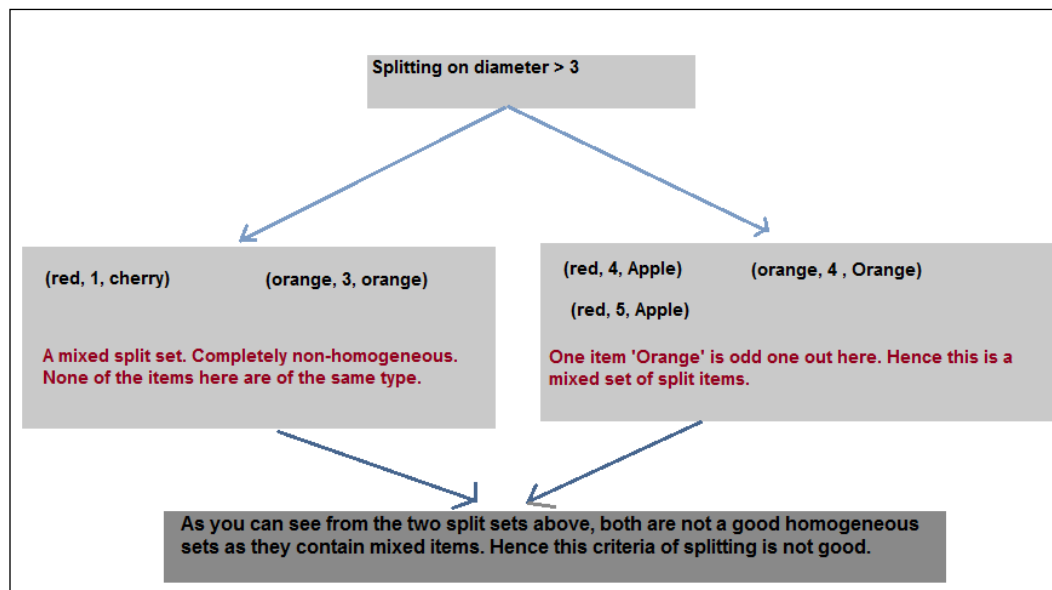 Splitting on diameter > 3
(red, 1, cherry) (orange, 3, orange)
A mixed split set. Completely non-homogeneous.
None of the items here are of the same type.
(red, 4, Apple) (orange, 4 , Orange)
(red, 5, Apple)
One item 'Orange' is odd one out here. Hence this is a
mixed set of split items.
As you can see from the two split sets above, both are not a good homogeneous
sets as they contain mixed items. Hence this criteria of splitting is not good.